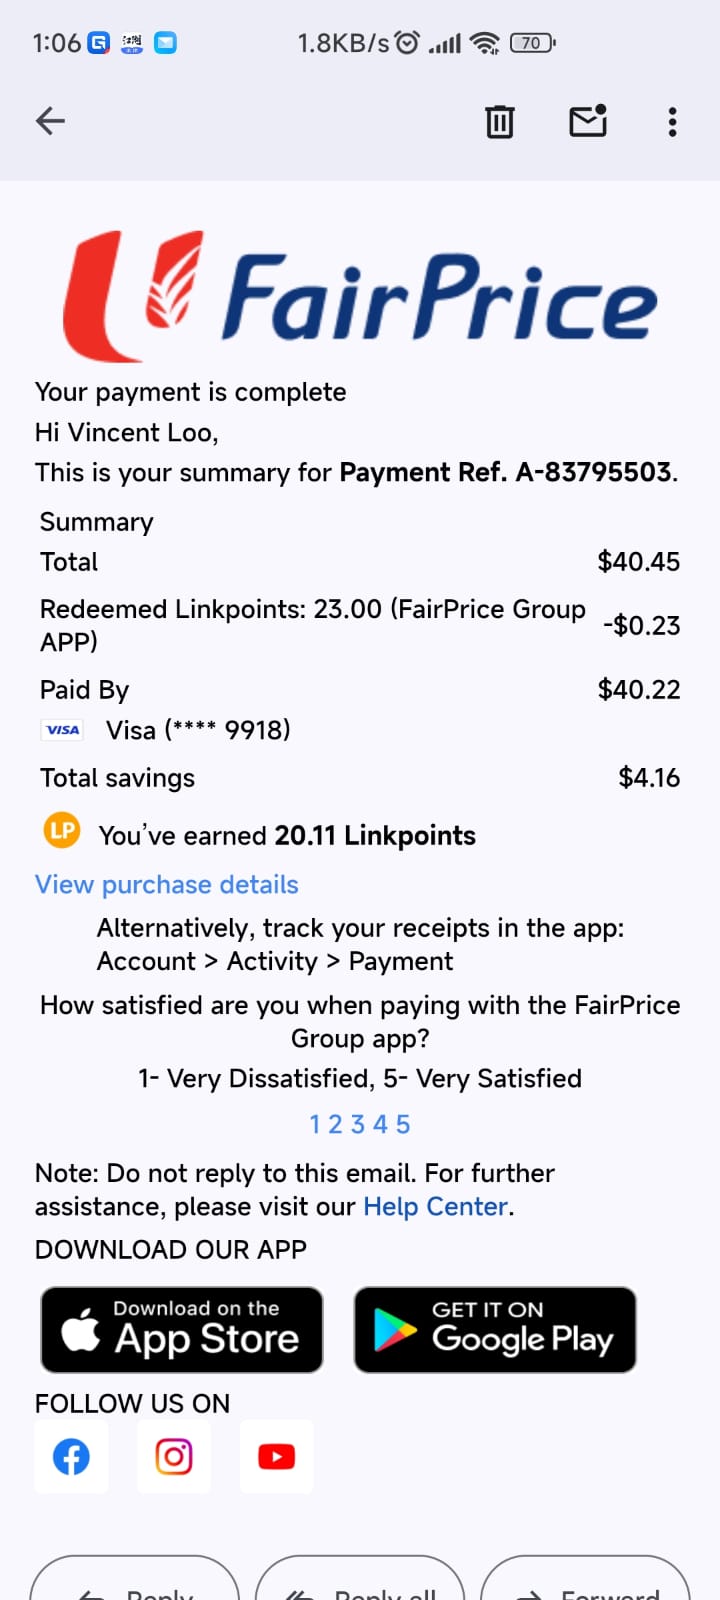 1:06 1.8KB/s 70
FairPrice
Your payment is complete
Hi Vincent Loo,
This is your summary for Payment Ref. A-83795503.
Summary
Total $40.45
Redeemed Linkpoints: 23.00 (FairPrice Group
APP) -$0.23
Paid By $40.22
VISA Visa (**** 9918)
Total savings $4.16
LP You've earned 20.11 Linkpoints
View purchase details
Alternatively, track your receipts in the app:
Account > Activity > Payment
How satisfied are you when paying with the FairPrice
Group app?
1- Very Dissatisfied, 5- Very Satisfied
1 2 3 4 5
Note: Do not reply to this email. For further
assistance, please visit our Help Center.
DOWNLOAD OUR APP
Download on the GET IT ON
App Store Google Play
FOLLOW US ON
Reply Reply all Forward